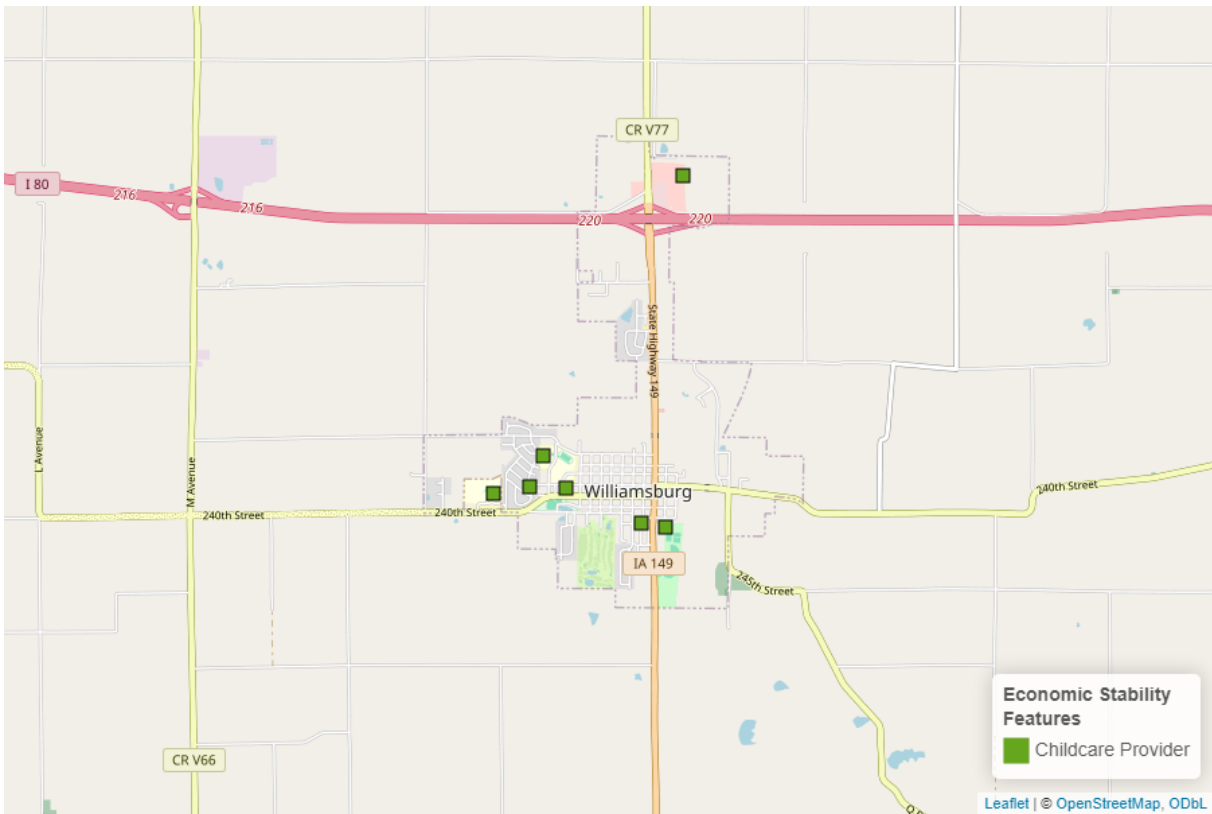 CR V77
I 80
216
216
220
220
State Highway 149
L Avenue
M Avenue
Williamsburg
240th Street
240th Street
240th Street
IA 149
245th Street
CR V66
Economic Stability
Features
Childcare Provider
Leaflet | © OpenStreetMap, ODbL